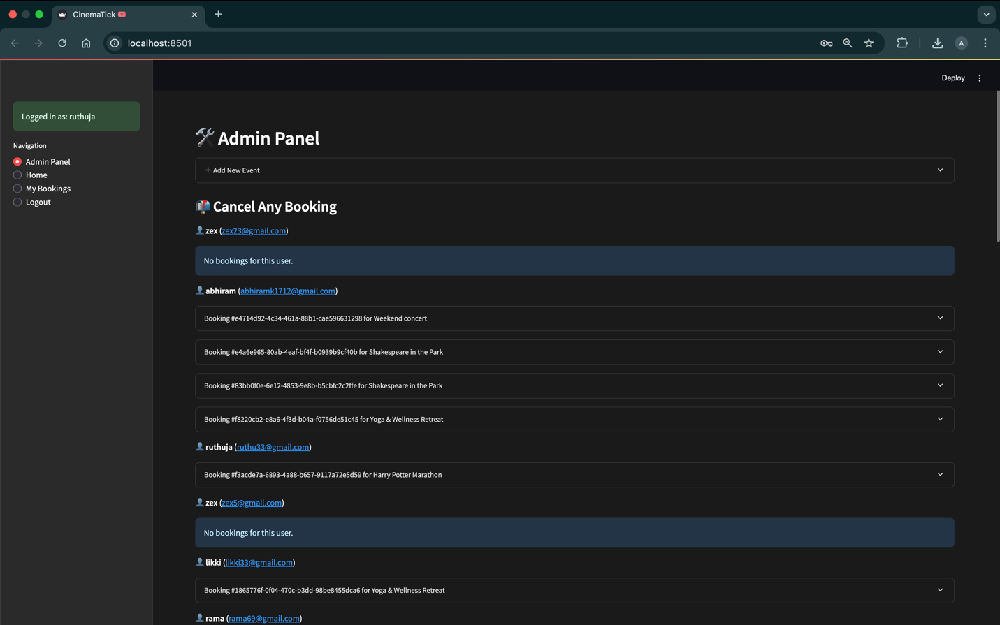 CinemaTick
localhost:8501
A
Deploy
Logged in as: ruthuja
Navigation
Admin Panel
Home
My Bookings
Logout
Admin Panel
Add New Event
Cancel Any Booking
zex (zex23@gmail.com)
No bookings for this user.
abhiram (abhiramk1712@gmail.com)
Booking #e4714d92-4c34-461a-88b1-cae596631298 for Weekend concert
Booking #e4a6e965-80ab-4eaf-bf4f-b0939b9cf40b for Shakespeare in the Park
Booking #83bb0f0e-6e12-4853-9e8b-b5cbfc2c2ffe for Shakespeare in the Park
Booking #f8220cb2-e8a6-4f3d-b04a-f0756de51c45 for Yoga & Wellness Retreat
ruthuja (ruthu33@gmail.com)
Booking #f3acde7a-6893-4a88-b657-9117a72e5d59 for Harry Potter Marathon
zex (zex5@gmail.com)
No bookings for this user.
likki (likki33@gmail.com)
Booking #1865776f-0f04-470c-b3dd-98be8455dca6 for Yoga & Wellness Retreat
rama (rama69@gmail.com)